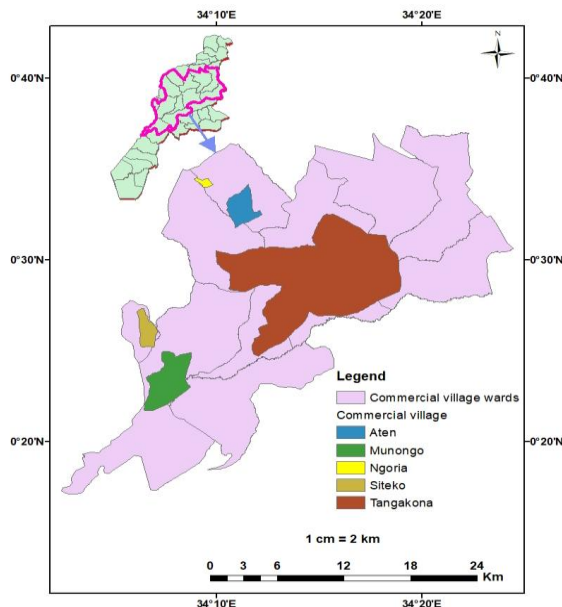 34°10'E 34°20'E
N
0°40'N 0°40'N
0°30'N 0°30'N
0°20'N 0°20'N
Legend
Commercial village wards
Commercial village
Aten
Munongo
Ngoria
Siteko
Tangakona
1 cm = 2 km
0 3 6 12 18 24
Km
34°10'E 34°20'E